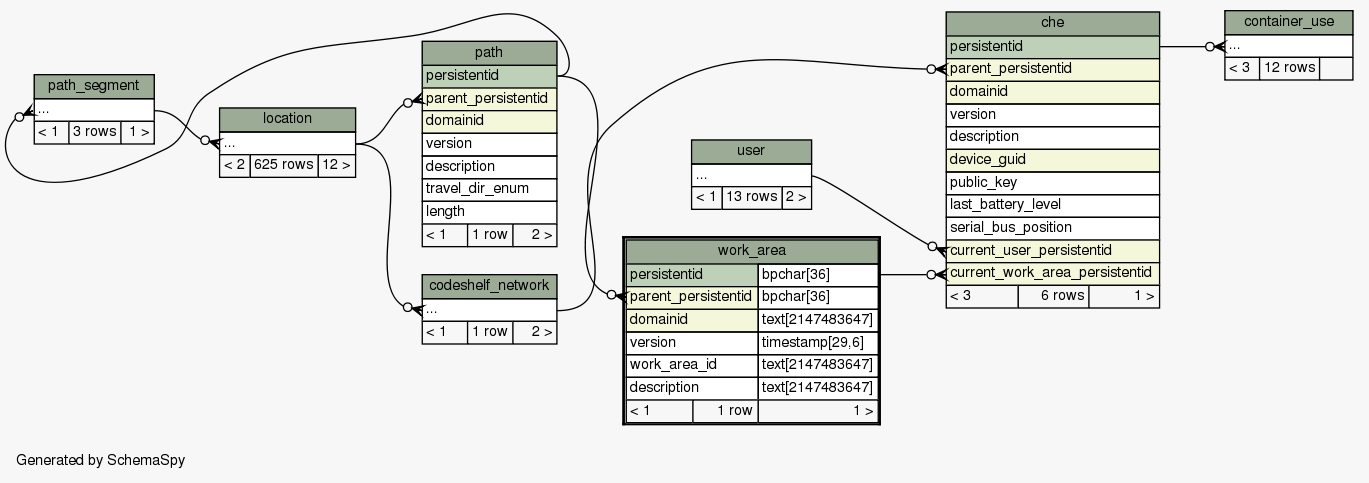 path_segment
...
< 1 3 rows 1 >
location
...
< 2 625 rows 12 >
path
persistentid
parent_persistentid
domainid
version
description
travel_dir_enum
length
< 1 1 row 2 >
codeshelf_network
...
< 1 1 row 2 >
user
...
< 1 13 rows 2 >
work_area
persistentid bpchar[36]
parent_persistentid bpchar[36]
domainid text[2147483647]
version timestamp[29,6]
work_area_id text[2147483647]
description text[2147483647]
< 1 1 row 1 >
che
persistentid
parent_persistentid
domainid
version
description
device_guid
public_key
last_battery_level
serial_bus_position
current_user_persistentid
current_work_area_persistentid
< 3 6 rows 1 >
container_use
...
< 3 12 rows
Generated by SchemaSpy